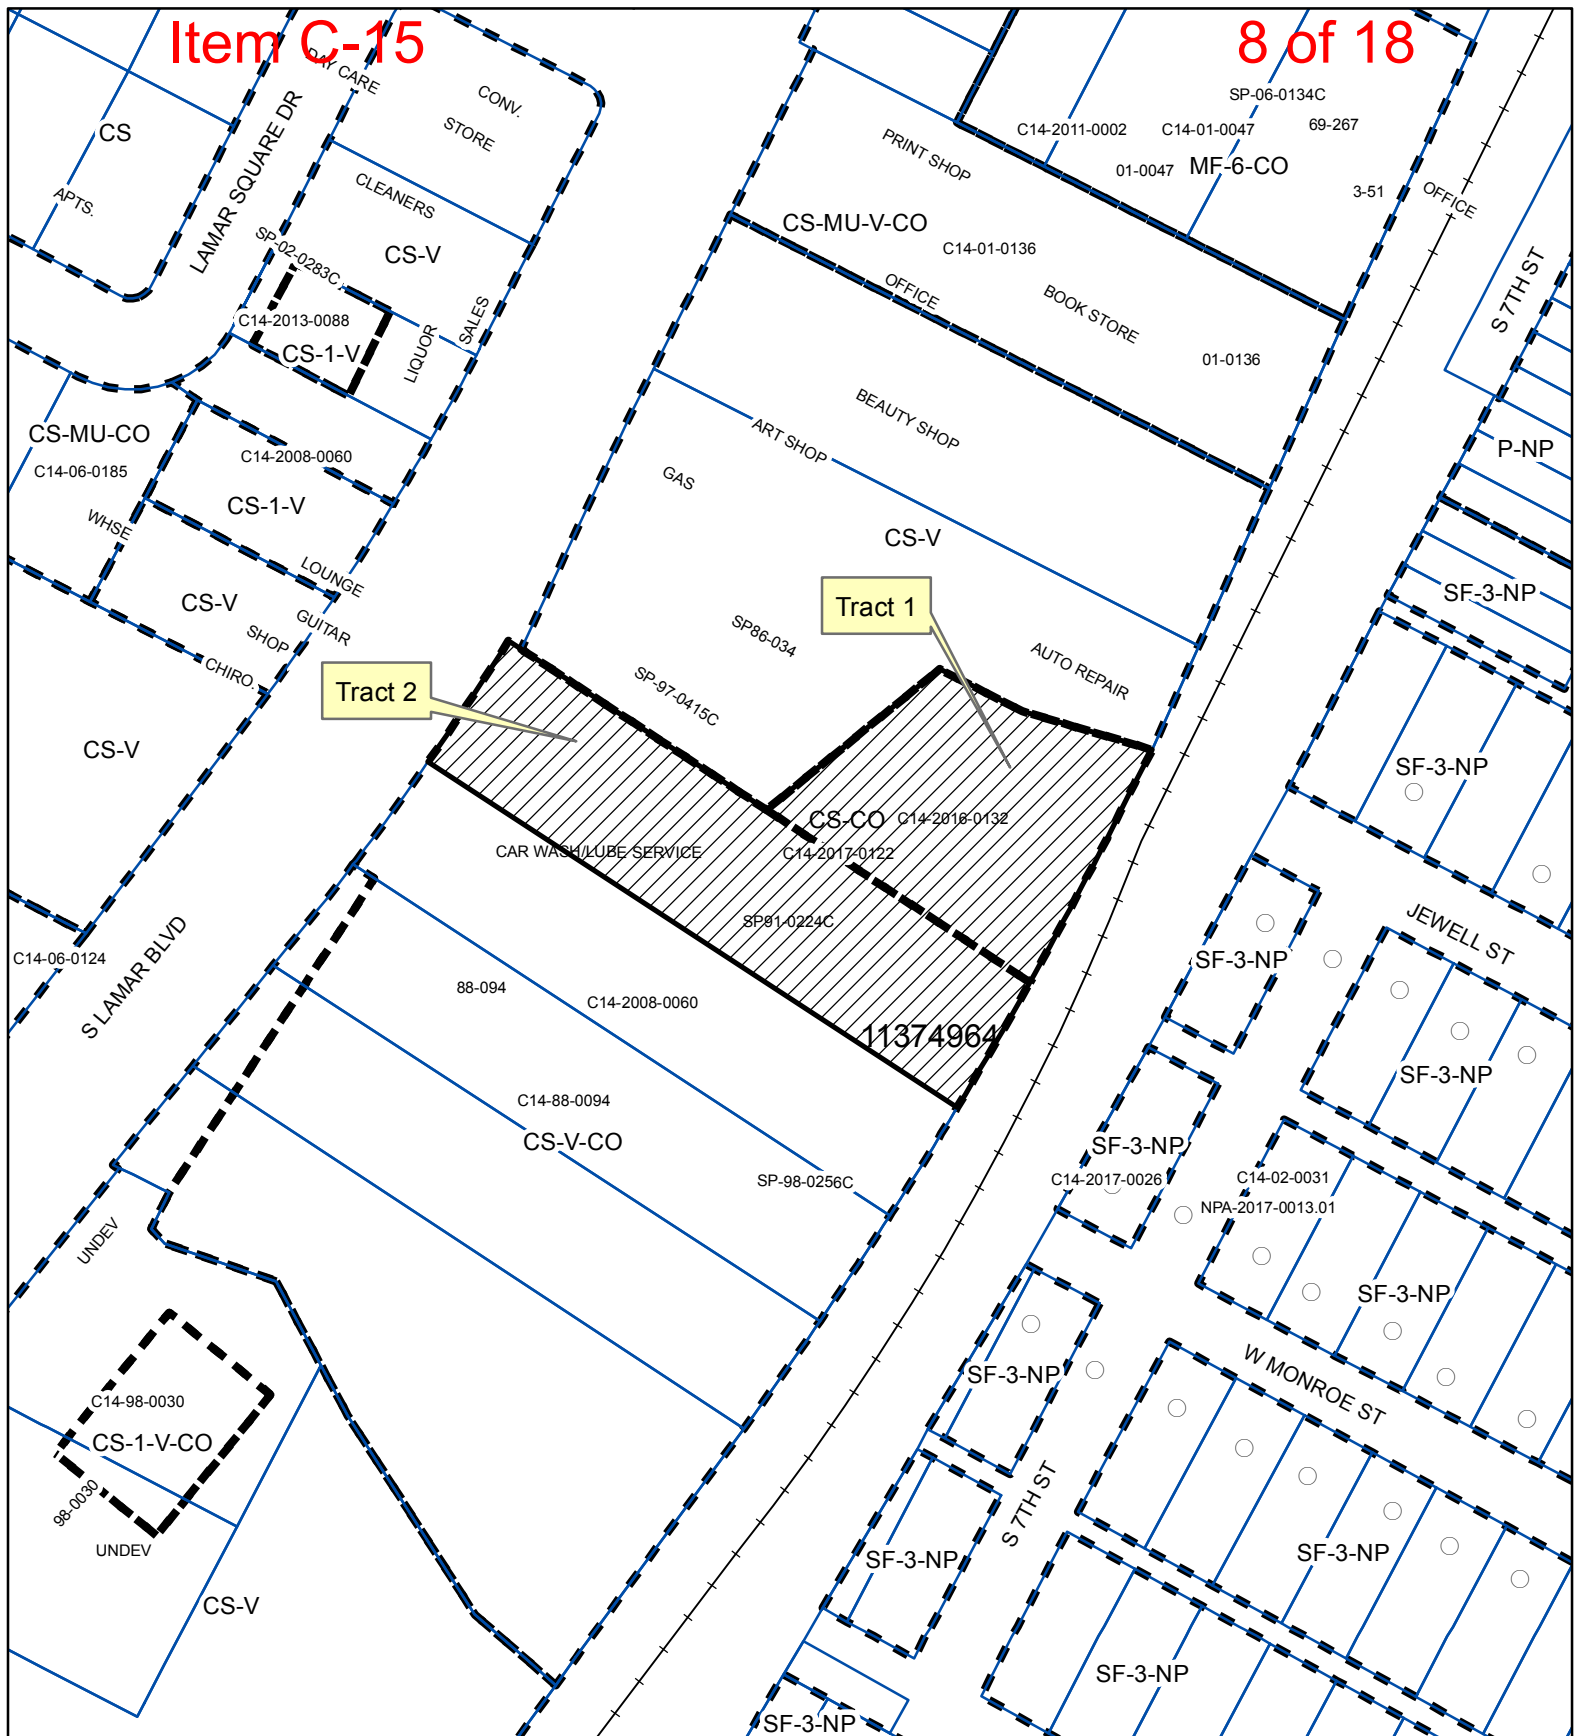 Item C-15
8 of 18
DAY CARE
CONV.
STORE
CS
APTS.
LAMAR SQUARE DR
CLEANERS
SP-02-0283C
CS-V
C14-2013-0088
CS-1-V
LIQUOR
SALES
SP-06-0134C
C14-2011-0002
C14-01-0047
69-267
01-0047
MF-6-CO
3-51
OFFICE
PRINT SHOP
CS-MU-V-CO
C14-01-0136
OFFICE
BOOK STORE
01-0136
S 7TH ST
P-NP
CS-MU-CO
C14-06-0185
C14-2008-0060
CS-1-V
WHSE
LOUNGE
CS-V
GUITAR
SHOP
CHIRO.
BEAUTY SHOP
ART SHOP
GAS
CS-V
SF-3-NP
Tract 1
SP86-034
AUTO REPAIR
SP-97-0415C
Tract 2
CS-V
SF-3-NP
CS-CO
C14-2016-0132
CAR WASH/LUBE SERVICE
C14-2017-0122
SP91-0224C
JEWELL ST
SF-3-NP
C14-06-0124
S LAMAR BLVD
88-094
C14-2008-0060
11374964
SF-3-NP
C14-88-0094
CS-V-CO
SP-98-0256C
SF-3-NP
C14-2017-0026
C14-02-0031
NPA-2017-0013.01
UNDEV
SF-3-NP
W MONROE ST
SF-3-NP
C14-98-0030
CS-1-V-CO
98-0030
UNDEV
S 7TH ST
SF-3-NP
SF-3-NP
CS-V
SF-3-NP
SF-3-NP